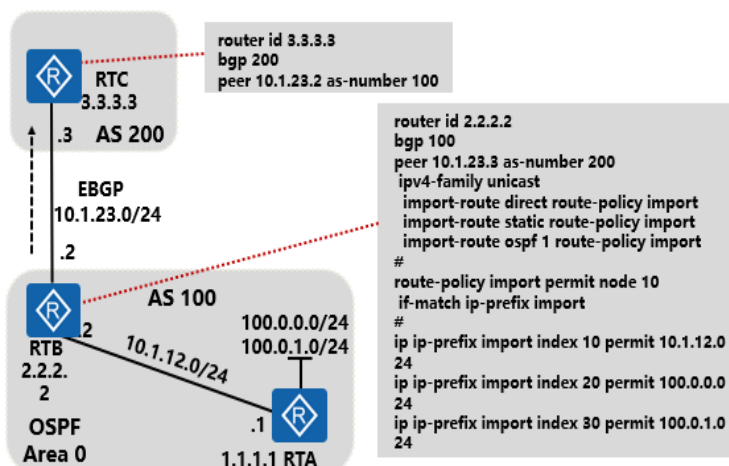 router id 3.3.3.3
bgp 200
peer 10.1.23.2 as-number 100
R
RTC
3.3.3.3
.3
AS 200
EBGP
10.1.23.0/24
.2
router id 2.2.2.2
bgp 100
peer 10.1.23.3 as-number 200
ipv4-family unicast
import-route direct route-policy import
import-route static route-policy import
import-route ospf 1 route-policy import
#
route-policy import permit node 10
if-match ip-prefix import
#
ip ip-prefix import index 10 permit 10.1.12.0
24
ip ip-prefix import index 20 permit 100.0.0.0
24
ip ip-prefix import index 30 permit 100.0.1.0
24
AS 100
R
.2
RTB
2.2.2.
2
100.0.0.0/24
100.0.1.0/24
10.1.12.0/24
OSPF
Area 0
.1
R
1.1.1.1 RTA